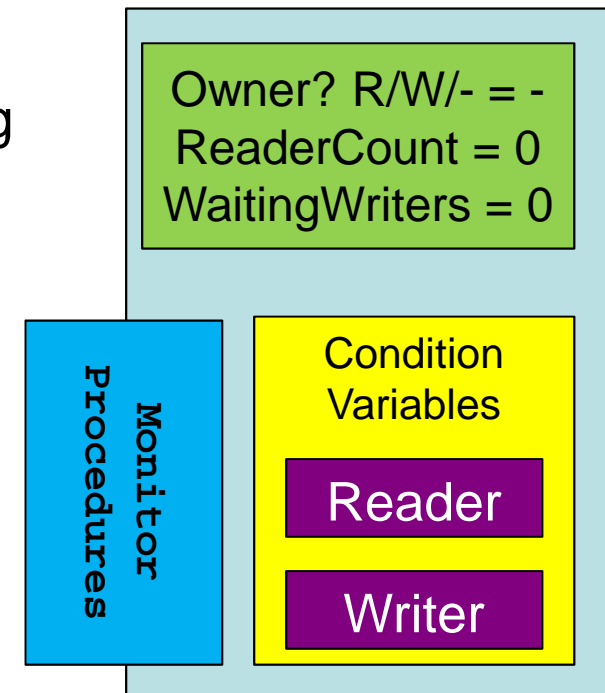 g
Owner? R/W/- = -
ReaderCount = 0
WaitingWriters = 0
Monitor
Procedures
Condition
Variables
Reader
Writer